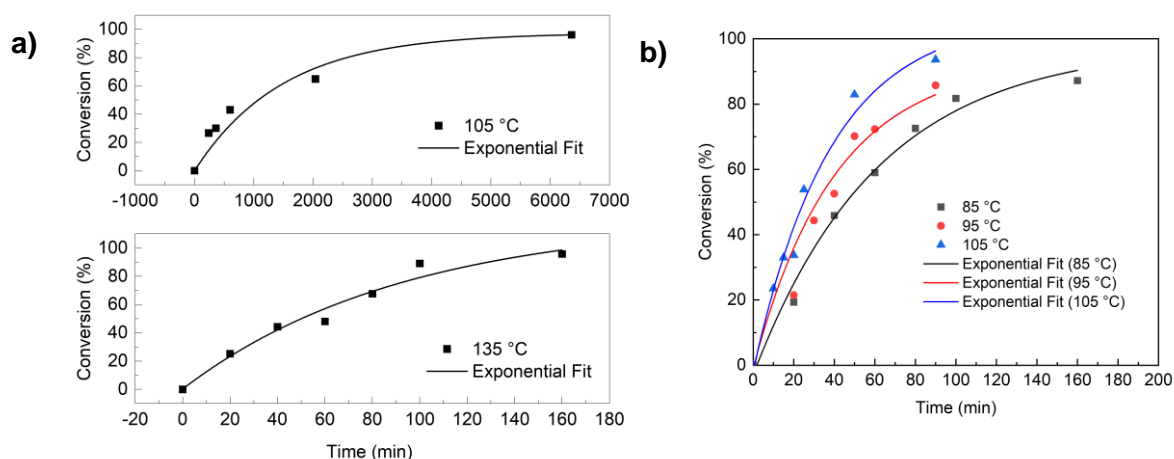 a)
Conversion (%)
100
80
60
40
20
0
105 °C
Exponential Fit
-1000 0 1000 2000 3000 4000 5000 6000 7000
Conversion (%)
100
80
60
40
20
0
135 °C
Exponential Fit
-20 0 20 40 60 80 100 120 140 160 180
Time (min)
b)
Conversion (%)
100
80
60
40
20
0
85 °C
95 °C
105 °C
Exponential Fit (85 °C)
Exponential Fit (95 °C)
Exponential Fit (105 °C)
0 20 40 60 80 100 120 140 160 180 200
Time (min)